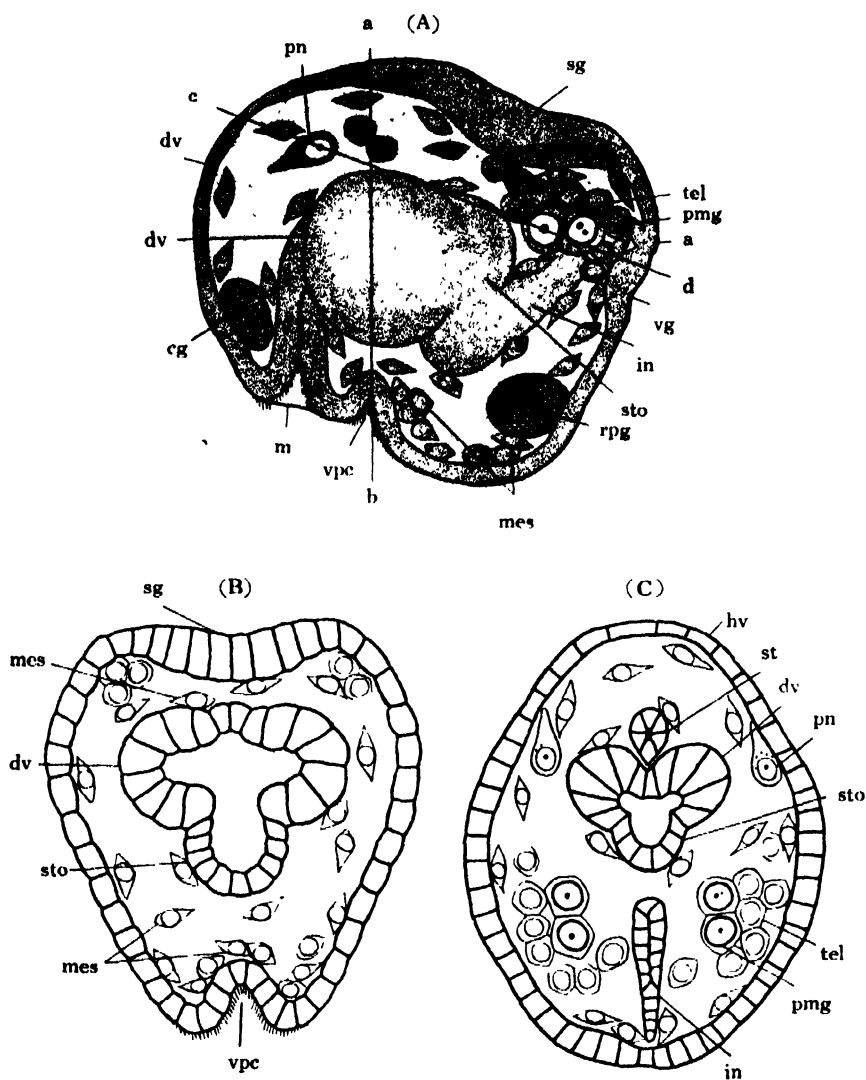 a (A)
pn
sg
c
dv
tel
pmg
dv
a
d
vg
cg
in
sto
rpg
m
vpc
b
mes
sg (B)
(C)
hv
mes
st
dv
pn
dv
sto
sto
mes
tel
pmg
vpc
in